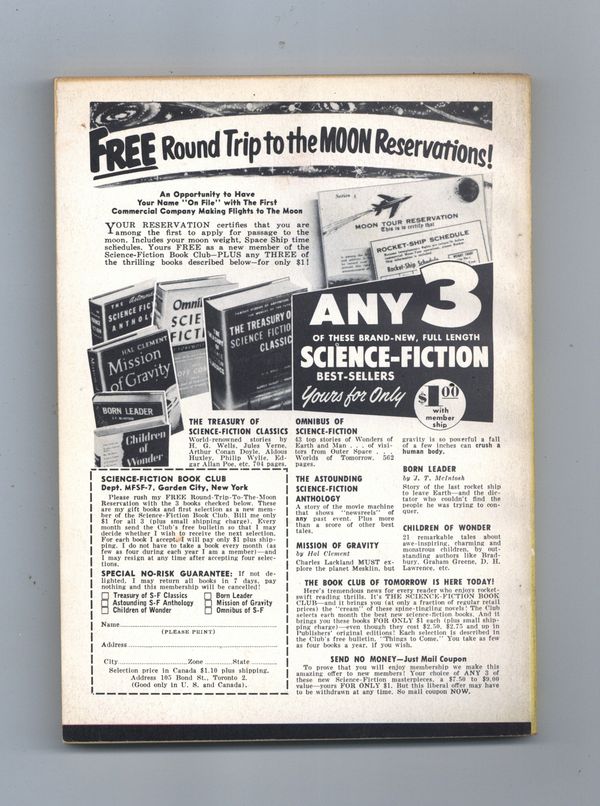 FREE Round Trip to the MOON Reservations!
An Opportunity to Have
Your Name "On File" with The First
Commercial Company Making Flights to The Moon
YOUR RESERVATION certifies that you are
among the first to apply for passage to the
moon. Includes your moon weight, Space Ship time
schedules. Yours FREE as a new member of the
Science-Fiction Book Club—PLUS any THREE of
the thrilling books described below—for only $1!
MOON TOUR RESERVATION
This is to certify that
ROCKET-SHIP SCHEDULE
Rocket-Ship Schedule
THE Astounding
SCIENCE FICTION
ANTHOLOGY
Omnibus
SCIENCE
FICTION
THE TREASURY OF
SCIENCE FICTION
CLASSICS
HAL CLEMENT
Mission
of Gravity
BORN LEADER
Children
of
Wonder
ANY 3
OF THESE BRAND-NEW, FULL LENGTH
SCIENCE-FICTION
BEST-SELLERS
Yours for Only
$1.00
with
member
ship
THE TREASURY OF
SCIENCE-FICTION CLASSICS
World-renowned stories by
H. G. Wells, Jules Verne,
Arthur Conan Doyle, Aldous
Huxley, Philip Wylie, Ed-
gar Allan Poe, etc. 704 pages.
OMNIBUS OF
SCIENCE-FICTION
43 top stories of Wonders of
Earth and Man . . . of visi-
tors from Outer Space . . .
Worlds of Tomorrow. 562
pages.
THE ASTOUNDING
SCIENCE-FICTION
ANTHOLOGY
A story of the movie machine
that shows "newsreels" of
any past event. Plus more
than a score of other best
tales.
MISSION OF GRAVITY
by Hal Clement
Charles Lackland MUST ex-
plore the planet Mesklin, but
gravity is so powerful a fall
of a few inches can crush a
human body.
BORN LEADER
by J. T. McIntosh
Story of the last rocket ship
to leave Earth—and the dic-
tator who couldn't find the
people he was trying to con-
quer.
CHILDREN OF WONDER
21 remarkable tales about
awe-inspiring, charming and
monstrous children, by out-
standing authors like Brad-
bury, Graham Greene, D. H.
Lawrence, etc.
SCIENCE-FICTION BOOK CLUB
Dept. MFSF-7, Garden City, New York
Please rush my FREE Round-Trip-To-The-Moon
Reservation with the 3 books checked below. These
are my gift books and first selection as a new mem-
ber of the Science-Fiction Book Club. Bill me only
$1 for all 3 (plus small shipping charge). Every
month send the Club's free bulletin so that I may
decide whether I wish to receive the next selection.
For each book I accept, I will pay only $1 plus ship-
ping. I do not have to take a book every month (as
few as four during each year I am a member)—and
I may resign at any time after accepting four selec-
tions.
SPECIAL NO-RISK GUARANTEE: If not de-
lighted, I may return all books in 7 days, pay
nothing and this membership will be cancelled!
Treasury of S-F Classics Born Leader
Astounding S-F Anthology Mission of Gravity
Children of Wonder Omnibus of S-F
Name
(PLEASE PRINT)
Address
City Zone State
Selection price in Canada $1.10 plus shipping.
Address 105 Bond St., Toronto 2.
(Good only in U. S. and Canada).
THE BOOK CLUB OF TOMORROW IS HERE TODAY!
Here's tremendous news for every reader who enjoys rocket-
swift reading thrills. It's THE SCIENCE-FICTION BOOK
CLUB—and it brings you (at only a fraction of regular retail
prices) the "cream" of these spine-tingling novels! The Club
selects each month the best new science-fiction books. And it
brings you these books FOR ONLY $1 each (plus small ship-
ping charge)—even though they cost $2.50, $2.75 and up in
Publishers' original editions! Each selection is described in
the Club's free bulletin, "Things to Come." You take as few
as four books a year, if you wish.
SEND NO MONEY—Just Mail Coupon
To prove that you will enjoy membership we make this
amazing offer to new members! Your choice of ANY 3 of
these new Science-Fiction masterpieces, a $7.50 to $9.00
value—yours FOR ONLY $1. But this liberal offer may have
to be withdrawn at any time. So mail coupon NOW.